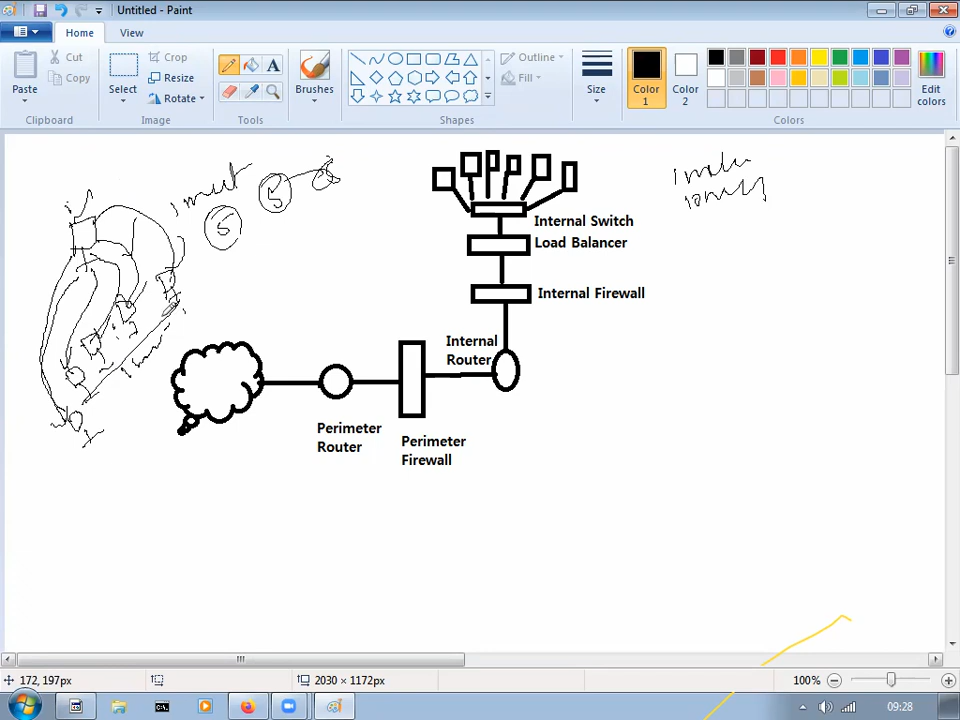 Untitled - Paint
Home
View
Paste
Cut
Copy
Clipboard
Select
Crop
Resize
Rotate
Image
Tools
Brushes
Shapes
Outline
Fill
Size
Color 1
Color 2
Edit colors
Colors
5
5
Internal Switch
Load Balancer
Internal Firewall
Internal Router
Perimeter Router
Perimeter Firewall
172, 197px
2030 × 1172px
100%
09:28